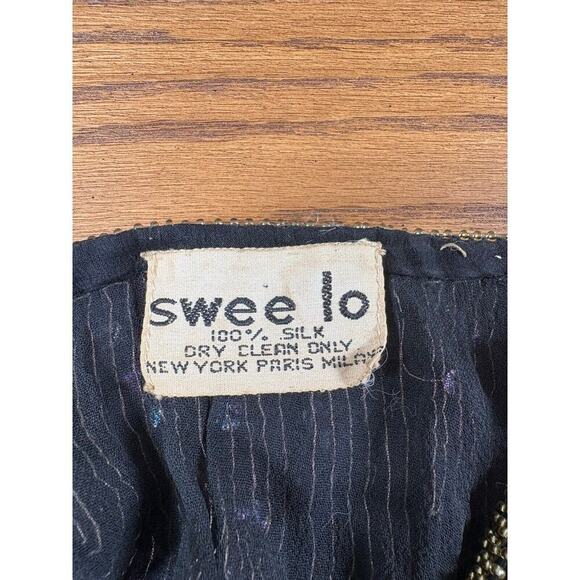 swee lo
100% SILK
DRY CLEAN ONLY
NEW YORK PARIS MILAN